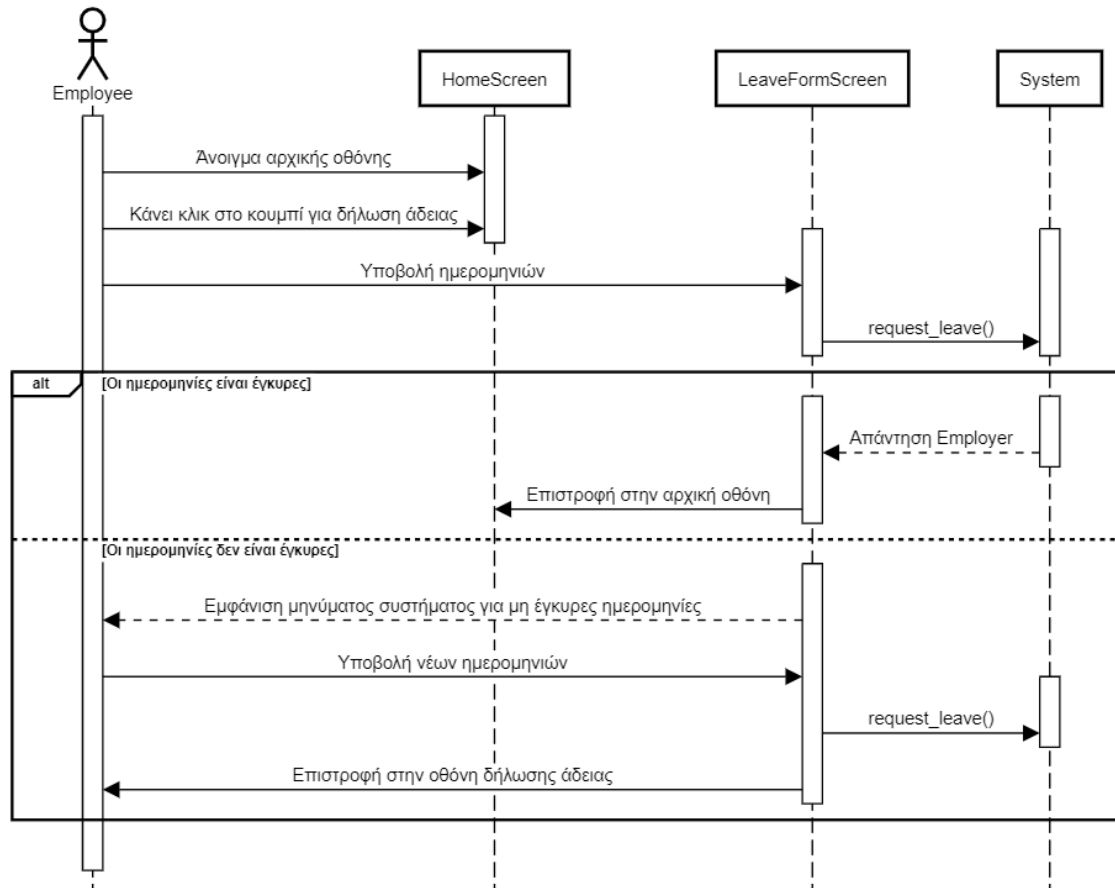 Employee
HomeScreen
LeaveFormScreen
System
Άνοιγμα αρχικής οθόνης
Κάνει κλικ στο κουμπί για δήλωση άδειας
Υποβολή ημερομηνιών
request_leave()
alt
[Οι ημερομηνίες είναι έγκυρες]
Απάντηση Employer
Επιστροφή στην αρχική οθόνη
[Οι ημερομηνίες δεν είναι έγκυρες]
Εμφάνιση μηνύματος συστήματος για μη έγκυρες ημερομηνίες
Υποβολή νέων ημερομηνιών
request_leave()
Επιστροφή στην οθόνη δήλωσης άδειας